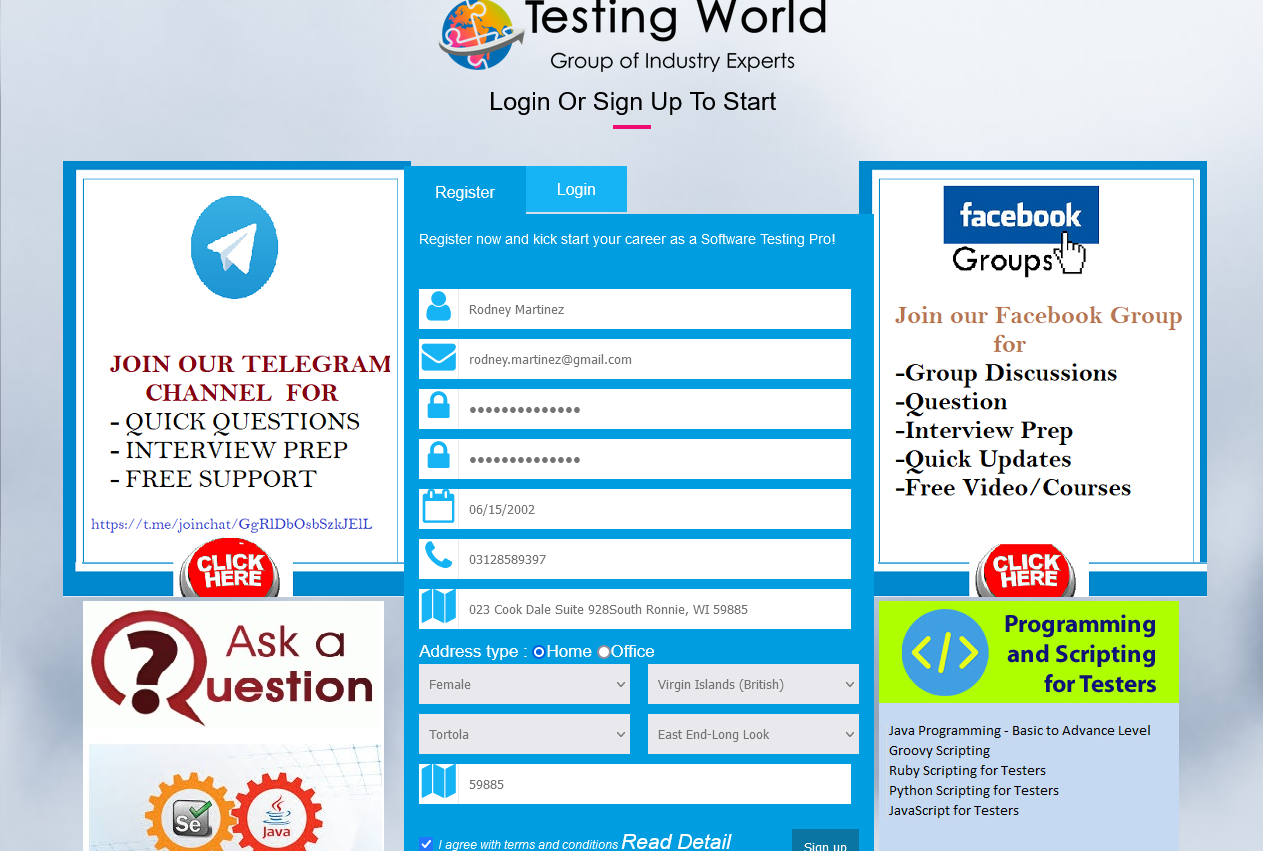 Testing World
Group of Industry Experts
Login Or Sign Up To Start
JOIN OUR TELEGRAM
CHANNEL FOR
- QUICK QUESTIONS
- INTERVIEW PREP
- FREE SUPPORT
https://t.me/joinchat/GgRlDbOsbSzkJElL
CLICK
HERE
Ask a
Question
Se
Java
Register
Login
Register now and kick start your career as a Software Testing Pro!
Rodney Martinez
rodney.martinez@gmail.com
••••••••••••••
••••••••••••••
06/15/2002
03128589397
023 Cook Dale Suite 928South Ronnie, WI 59885
Address type : Home Office
Female
Virgin Islands (British)
Tortola
East End-Long Look
59885
I agree with terms and conditions Read Detail
Sign up
facebook
Groups
Join our Facebook Group
for
-Group Discussions
-Question
-Interview Prep
-Quick Updates
-Free Video/Courses
CLICK
HERE
</> Programming
and Scripting
for Testers
Java Programming - Basic to Advance Level
Groovy Scripting
Ruby Scripting for Testers
Python Scripting for Testers
JavaScript for Testers